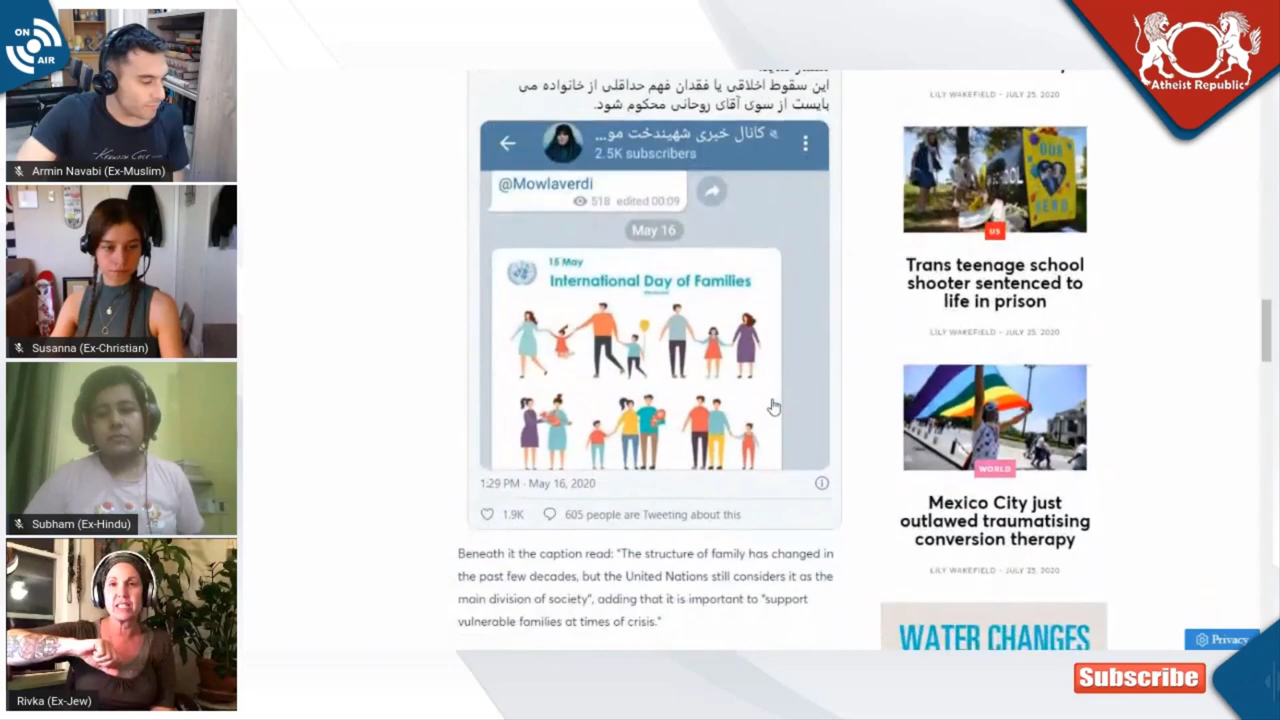 ON
AIR
Armin Navabi (Ex-Muslim)
Susanna (Ex-Christian)
Subham (Ex-Hindu)
Rivka (Ex-Jew)
این سقوط اخلاقی یا فقدان فهم حداقلی از خانواده می
بایست از سوی آقای روحانی محکوم شود.
کانال خبری شهیندخت مو...
2.5K subscribers
@Mowlaverdi
518 edited 00:09
May 16
15 May
International Day of Families
1:29 PM · May 16, 2020
1.9K
605 people are Tweeting about this
Beneath it the caption read: "The structure of family has changed in
the past few decades, but the United Nations still considers it as the
main division of society", adding that it is important to "support
vulnerable families at times of crisis."
LILY WAKEFIELD - JULY 25, 2020
OUR
US
Trans teenage school
shooter sentenced to
life in prison
LILY WAKEFIELD - JULY 25, 2020
WORLD
Mexico City just
outlawed traumatising
conversion therapy
LILY WAKEFIELD - JULY 25, 2020
WATER CHANGES
Privacy
Atheist Republic
Subscribe